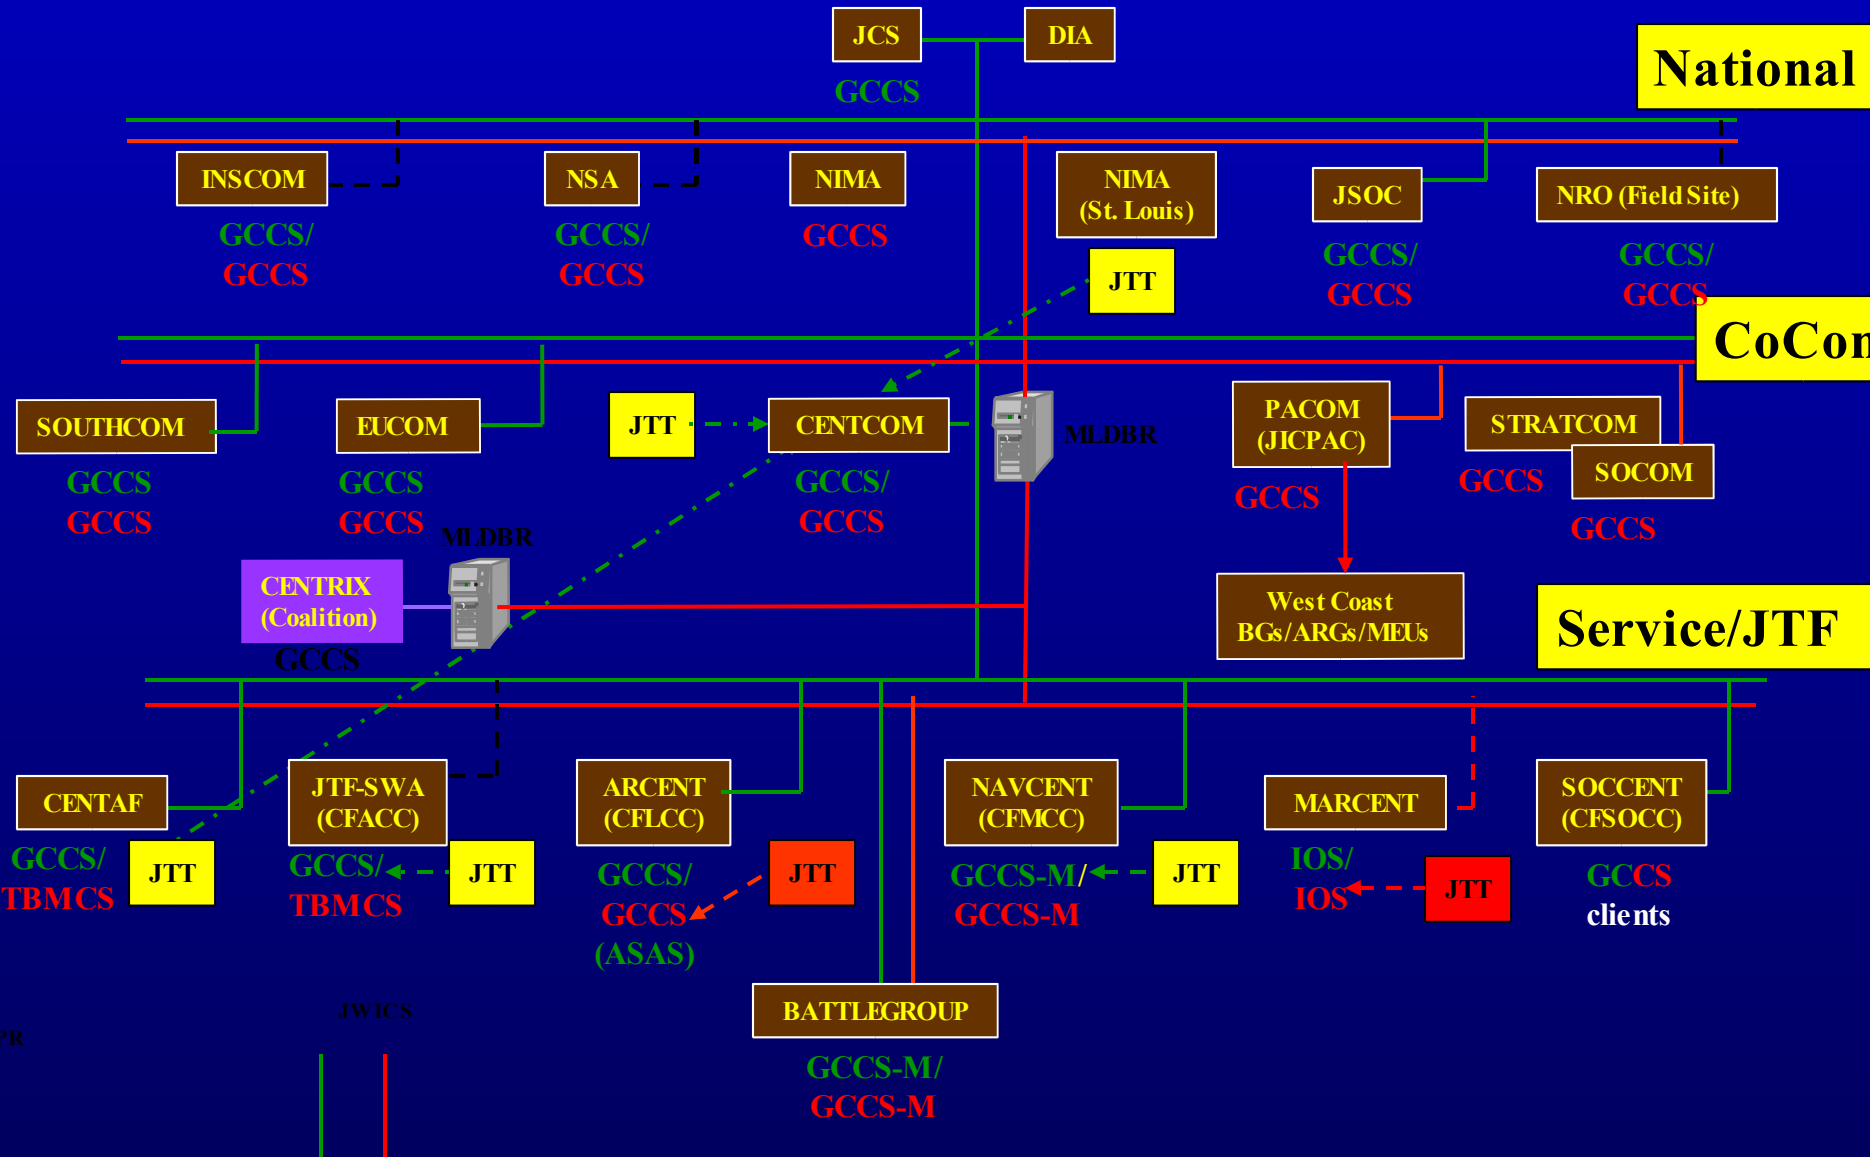 JCS
DIA
National
GCCS
INSCOM
NSA
NIMA
NIMA
(St. Louis)
JSOC
NRO (Field Site)
GCCS/
GCCS
GCCS/
GCCS
GCCS
JTT
GCCS/
GCCS
GCCS/
GCCS
CoCom
SOUTHCOM
EUCOM
JTT
CENTCOM
MLDBR
PACOM
(JICPAC)
STRATCOM
SOCOM
GCCS
GCCS
GCCS
GCCS
GCCS/
GCCS
GCCS
GCCS
GCCS
MLDBR
CENTRIX
(Coalition)
GCCS
West Coast
BGs/ARGs/MEUs
Service/JTF
CENTAF
JTF-SWA
(CFACC)
ARCENT
(CFLCC)
NAVCENT
(CFMCC)
MARCENT
SOCCENT
(CFSOCC)
GCCS/
TBMCS
JTT
GCCS/
TBMCS
JTT
GCCS/
GCCS
(ASAS)
JTT
GCCS-M/
GCCS-M
JTT
IOS/
IOS
JTT
GCCS
clients
BATTLEGROUP
GCCS-M/
GCCS-M
JWICS
PR